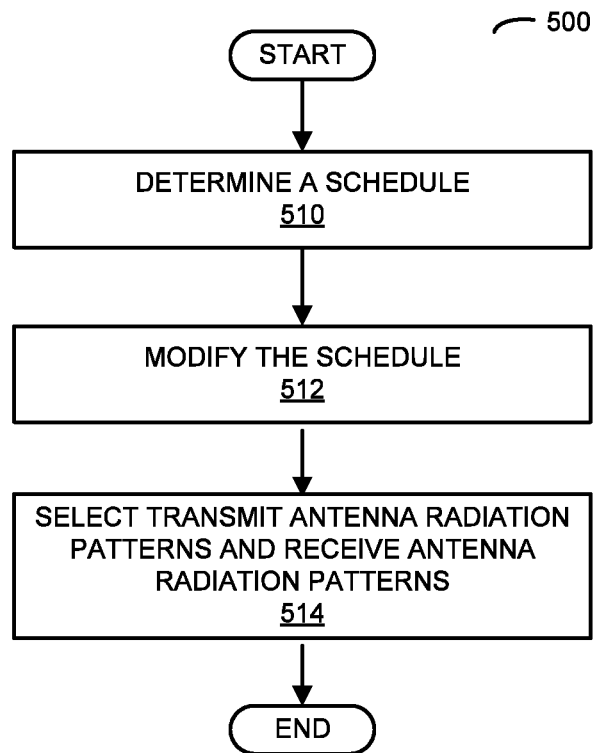 500
START
DETERMINE A SCHEDULE
510
MODIFY THE SCHEDULE
512
SELECT TRANSMIT ANTENNA RADIATION
PATTERNS AND RECEIVE ANTENNA
RADIATION PATTERNS
514
END